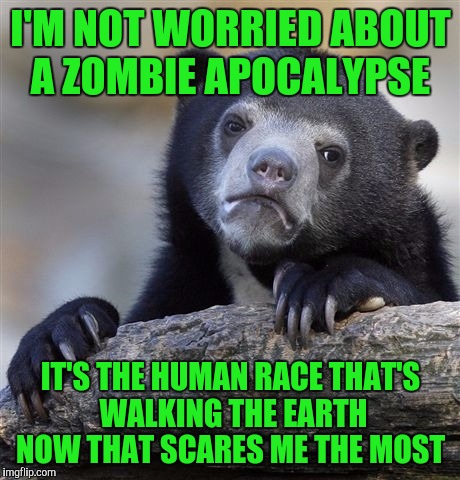 I'M NOT WORRIED ABOUT
A ZOMBIE APOCALYPSE
IT'S THE HUMAN RACE THAT'S
WALKING THE EARTH
NOW THAT SCARES ME THE MOST
imgflip.com